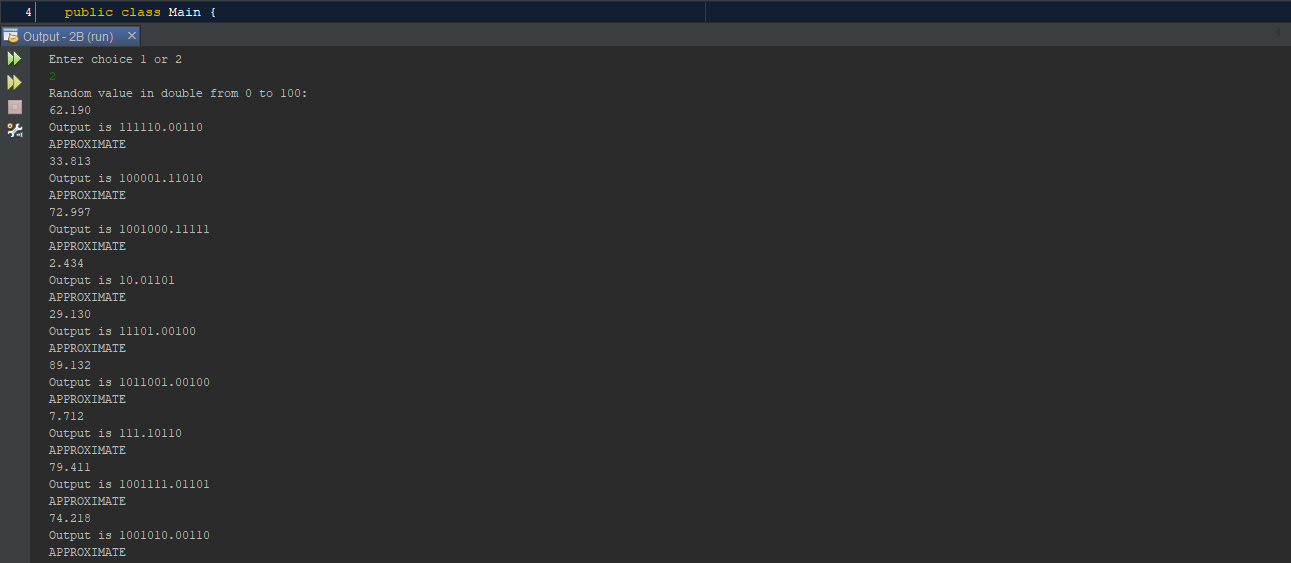 4 public class Main {
Output - 2B (run)
Enter choice 1 or 2
2
Random value in double from 0 to 100:
62.190
Output is 111110.00110
APPROXIMATE
33.813
Output is 100001.11010
APPROXIMATE
72.997
Output is 1001000.11111
APPROXIMATE
2.434
Output is 10.01101
APPROXIMATE
29.130
Output is 11101.00100
APPROXIMATE
89.132
Output is 1011001.00100
APPROXIMATE
7.712
Output is 111.10110
APPROXIMATE
79.411
Output is 1001111.01101
APPROXIMATE
74.218
Output is 1001010.00110
APPROXIMATE